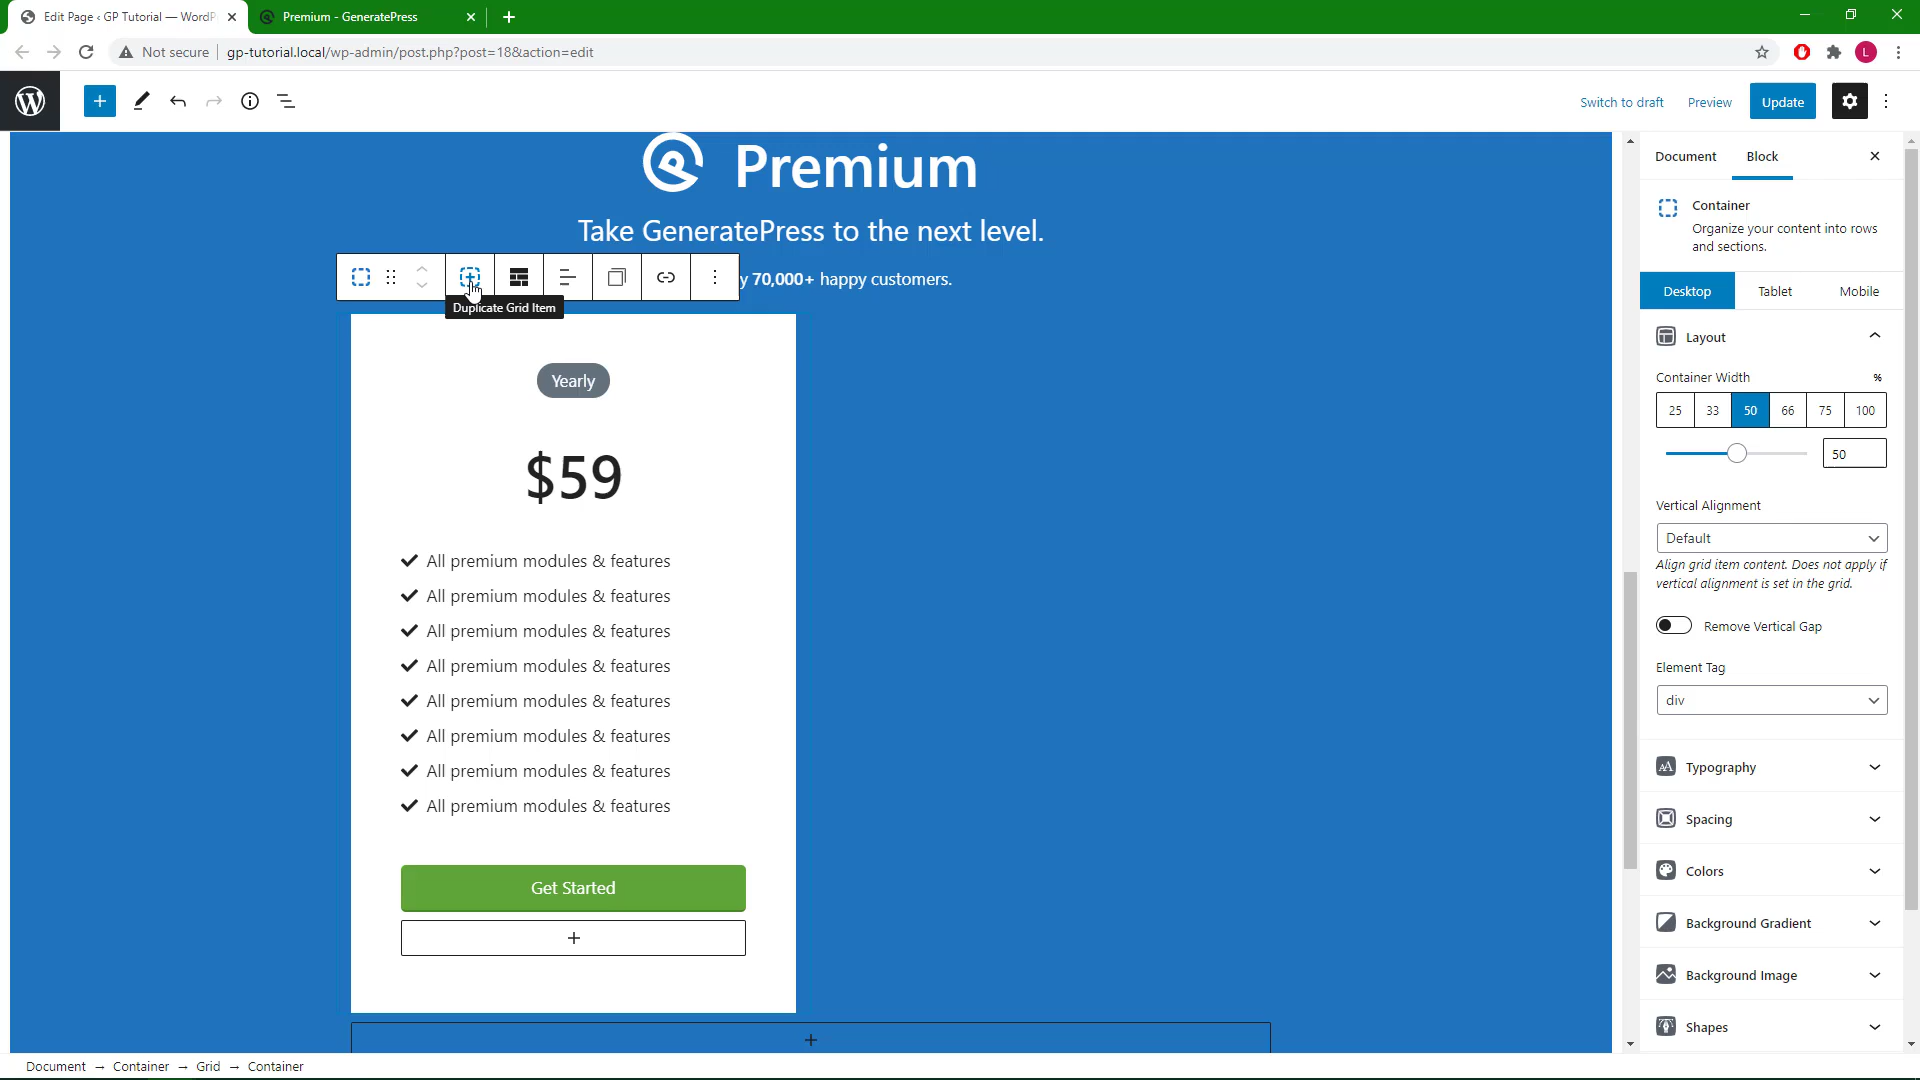 Edit Page ‹ GP Tutorial — WordP
Premium - GeneratePress
Not secure
gp-tutorial.local/wp-admin/post.php?post=18&action=edit
L
Switch to draft
Preview
Update
Premium
Take GeneratePress to the next level.
y 70,000+ happy customers.
Duplicate Grid Item
Yearly
$59
All premium modules & features
All premium modules & features
All premium modules & features
All premium modules & features
All premium modules & features
All premium modules & features
All premium modules & features
All premium modules & features
Get Started
Document
Block
Container
Organize your content into rows
and sections.
Desktop
Tablet
Mobile
Layout
Container Width
%
25
33
50
66
75
100
50
Vertical Alignment
Default
Align grid item content. Does not apply if
vertical alignment is set in the grid.
Remove Vertical Gap
Element Tag
div
AA
Typography
Spacing
Colors
Background Gradient
Background Image
Shapes
Document → Container → Grid → Container